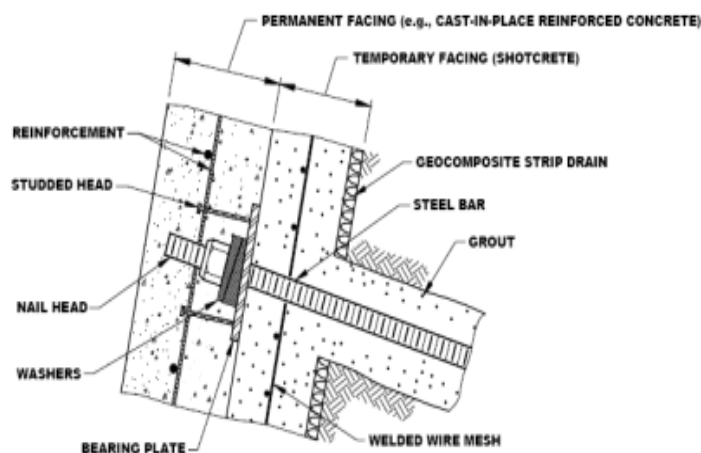 PERMANENT FACING (e.g., CAST-IN-PLACE REINFORCED CONCRETE)
TEMPORARY FACING (SHOTCRETE)
REINFORCEMENT
GEOCOMPOSITE STRIP DRAIN
STUDDED HEAD
STEEL BAR
GROUT
NAIL HEAD
WASHERS
BEARING PLATE
WELDED WIRE MESH